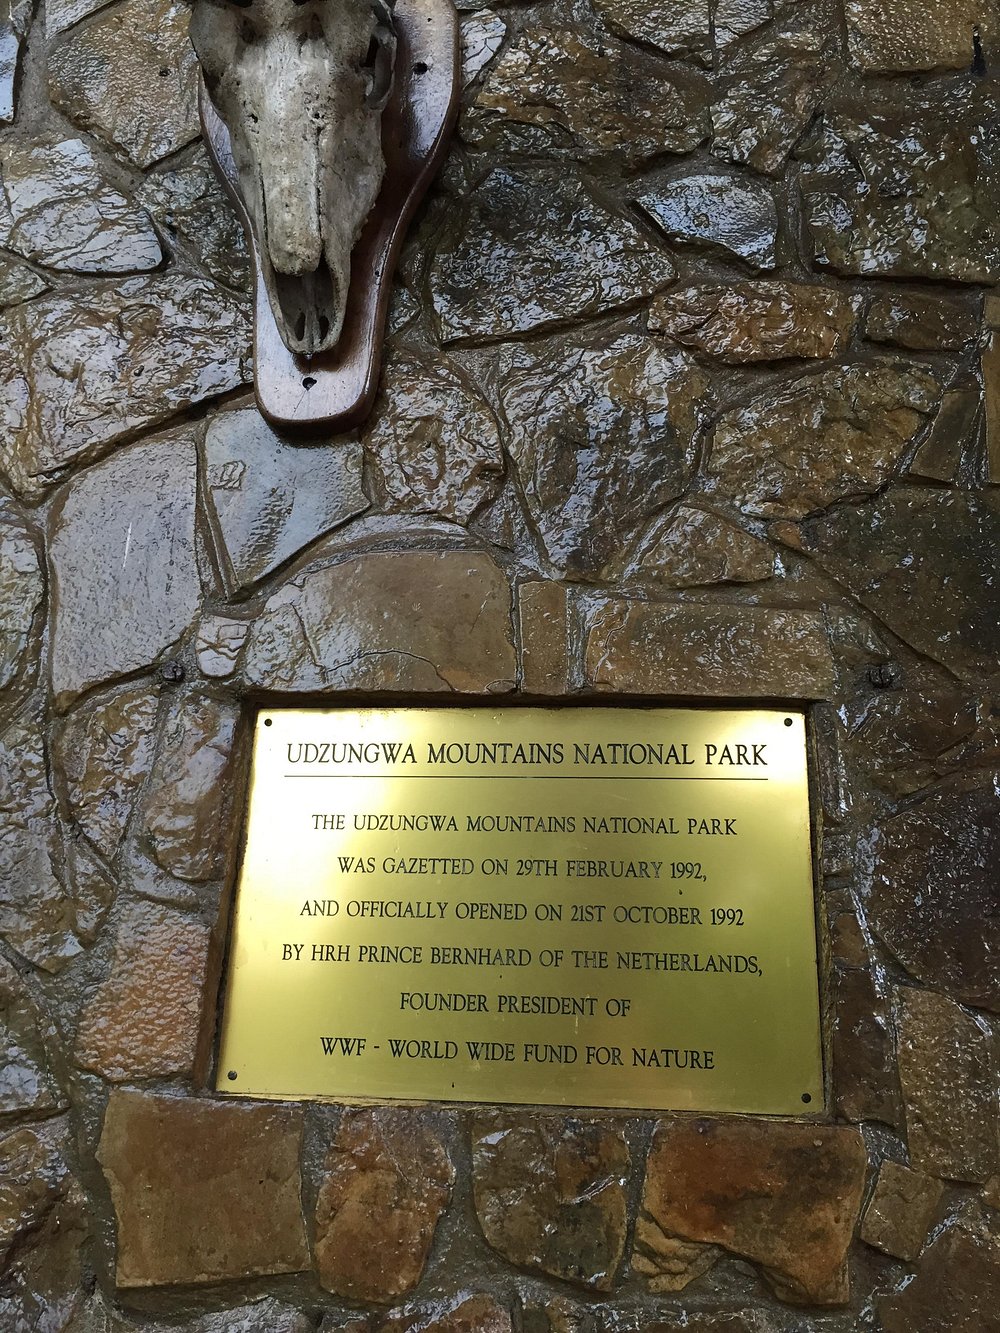 UDZUNGWA MOUNTAINS NATIONAL PARK
THE UDZUNGWA MOUNTAINS NATIONAL PARK
WAS GAZETTED ON 29TH FEBRUARY 1992,
AND OFFICIALLY OPENED ON 21ST OCTOBER 1992
BY HRH PRINCE BERNHARD OF THE NETHERLANDS,
FOUNDER PRESIDENT OF
WWF - WORLD WIDE FUND FOR NATURE